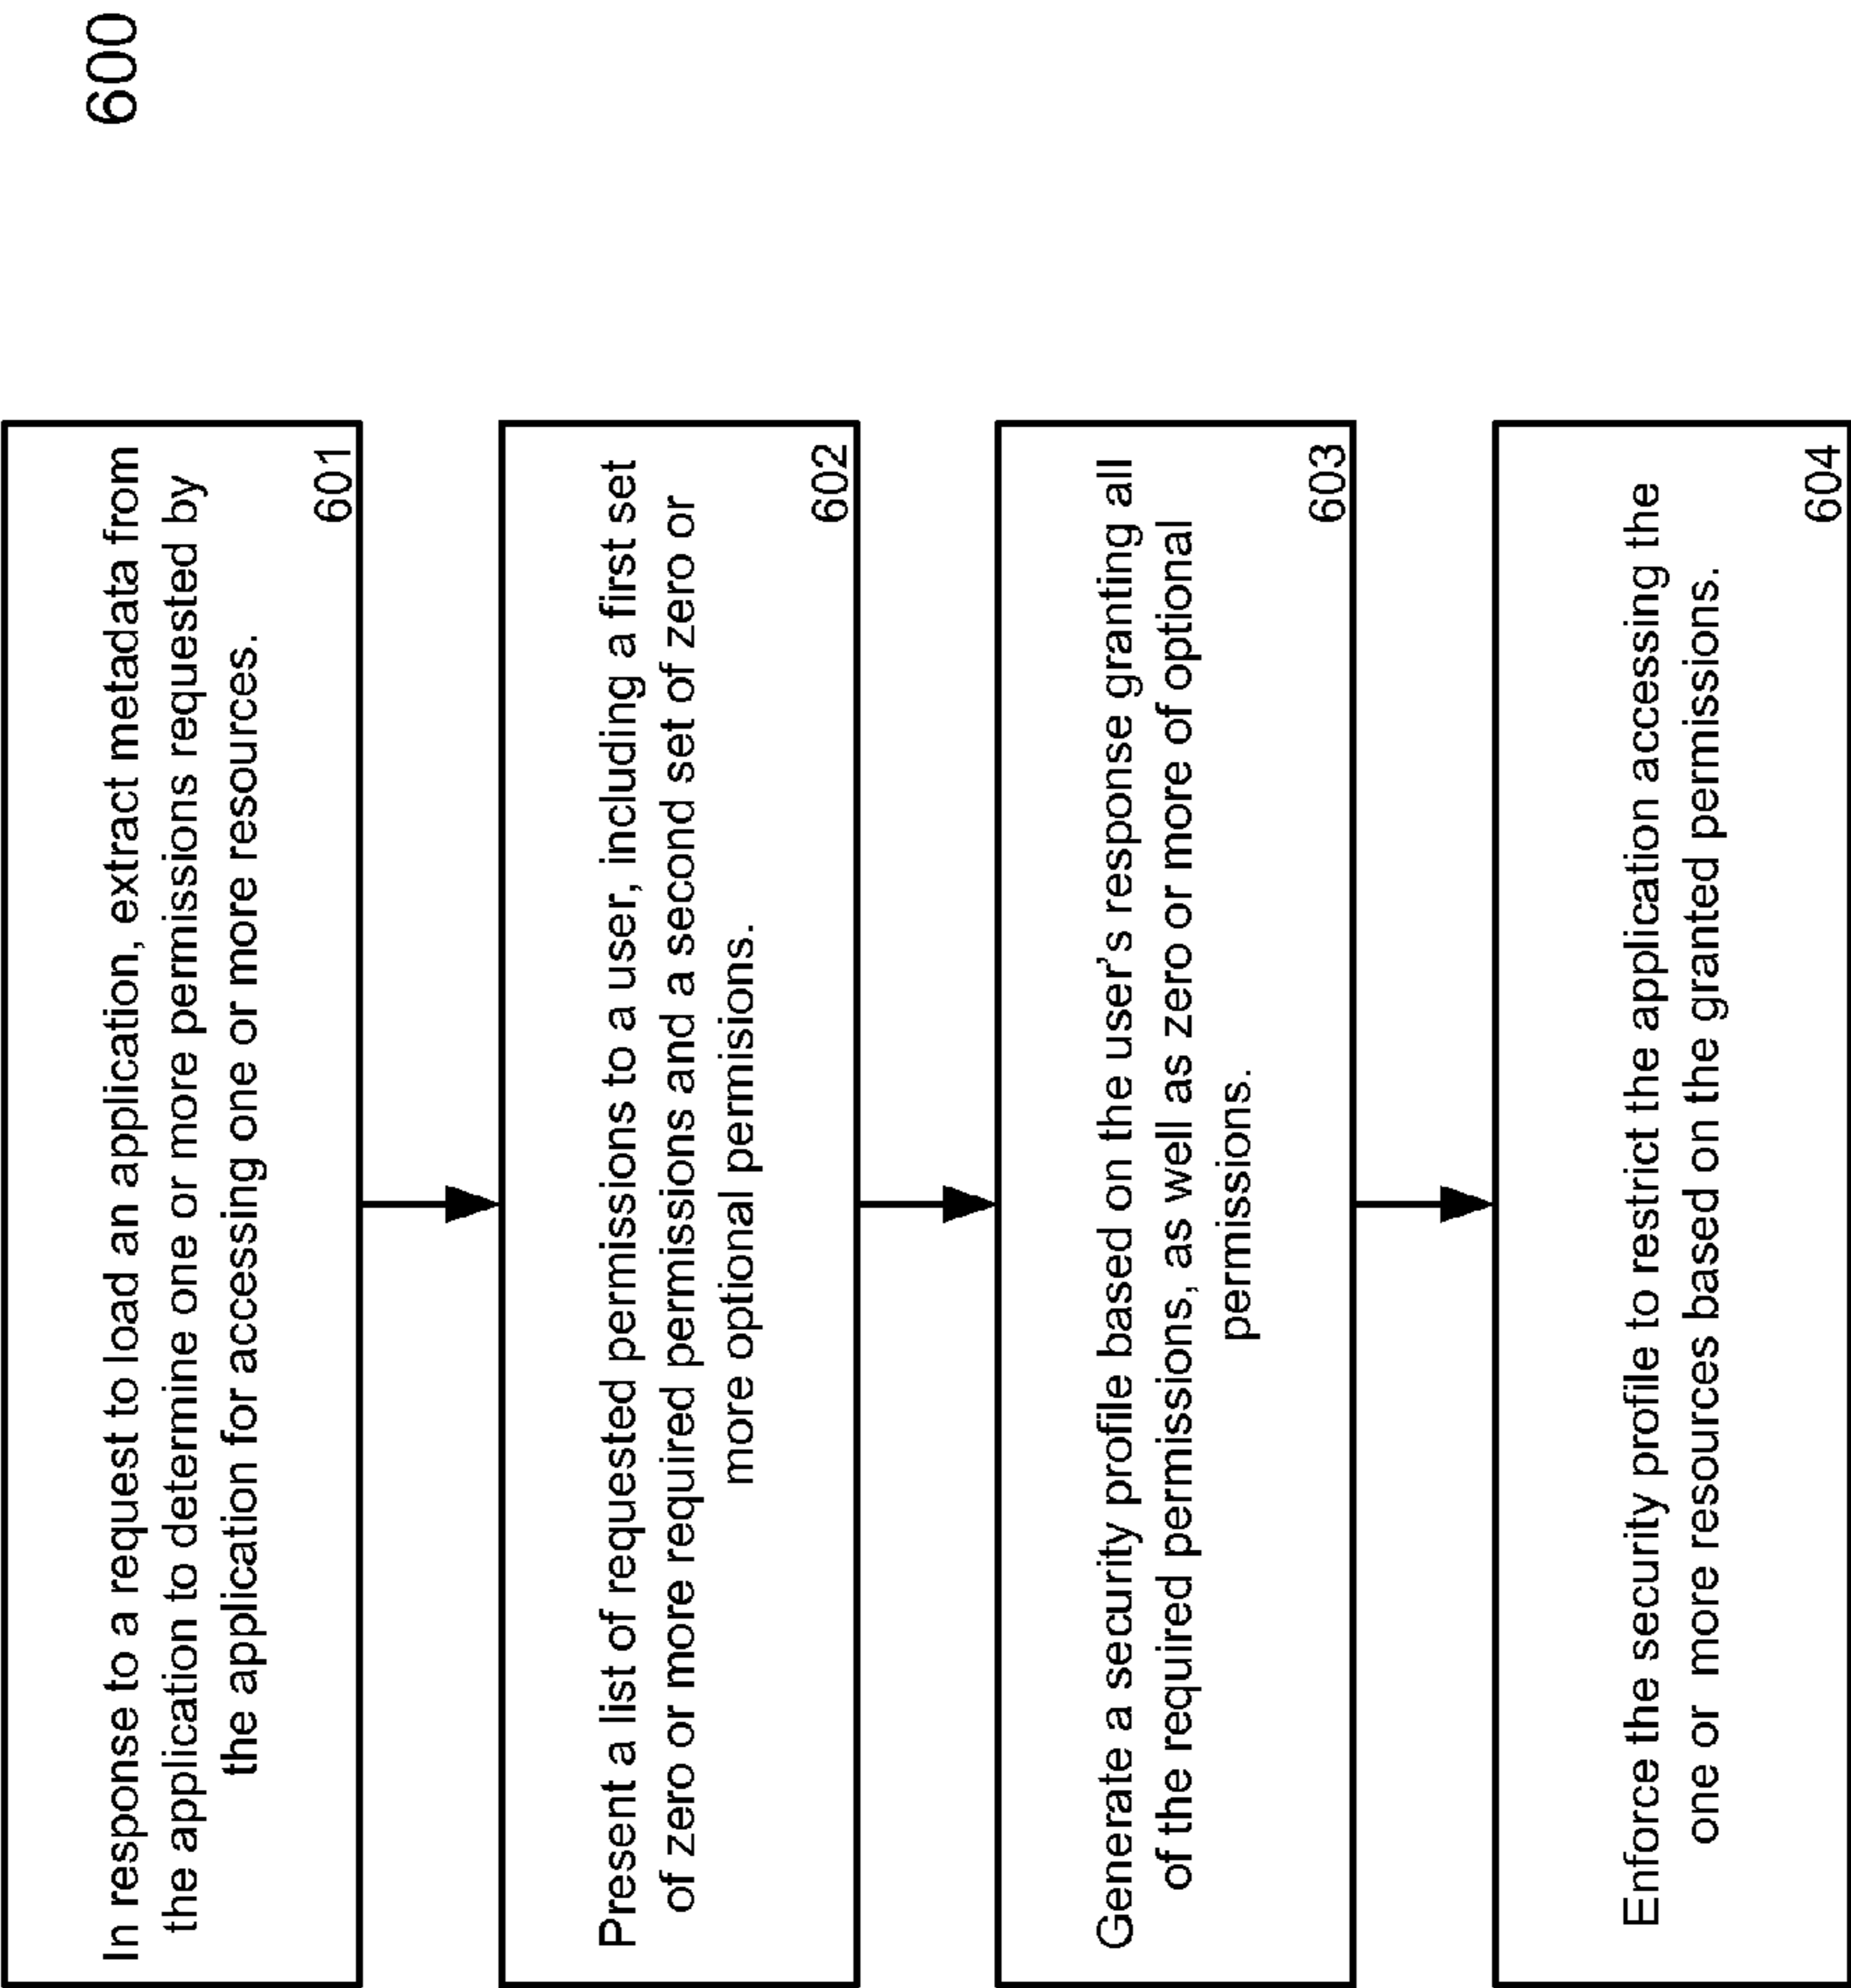 600
In response to a request to load an application, extract metadata from
the application to determine one or more permissions requested by
the application for accessing one or more resources.
601
Present a list of requested permissions to a user, including a first set
of zero or more required permissions and a second set of zero or
more optional permisions.
602
Generate a security profile based on the user's response granting all
of the required permissions, as well as zero or more of optional
permissions.
603
Enforce the security profile to restrict the application accessing the
one or more resources based on the granted permissions.
604